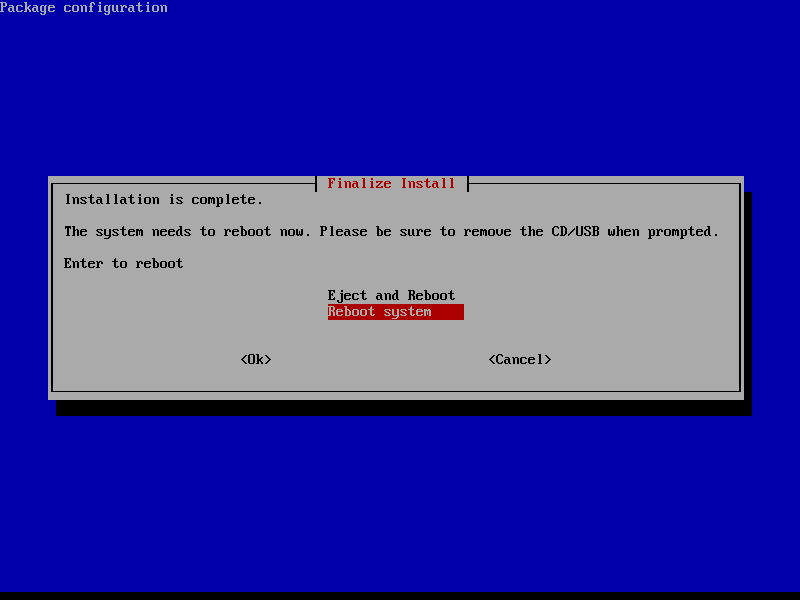 Package configuration
Finalize Install
Installation is complete.
The system needs to reboot now. Please be sure to remove the CD/USB when prompted.
Enter to reboot
Eject and Reboot
Reboot system
<Ok> <Cancel>